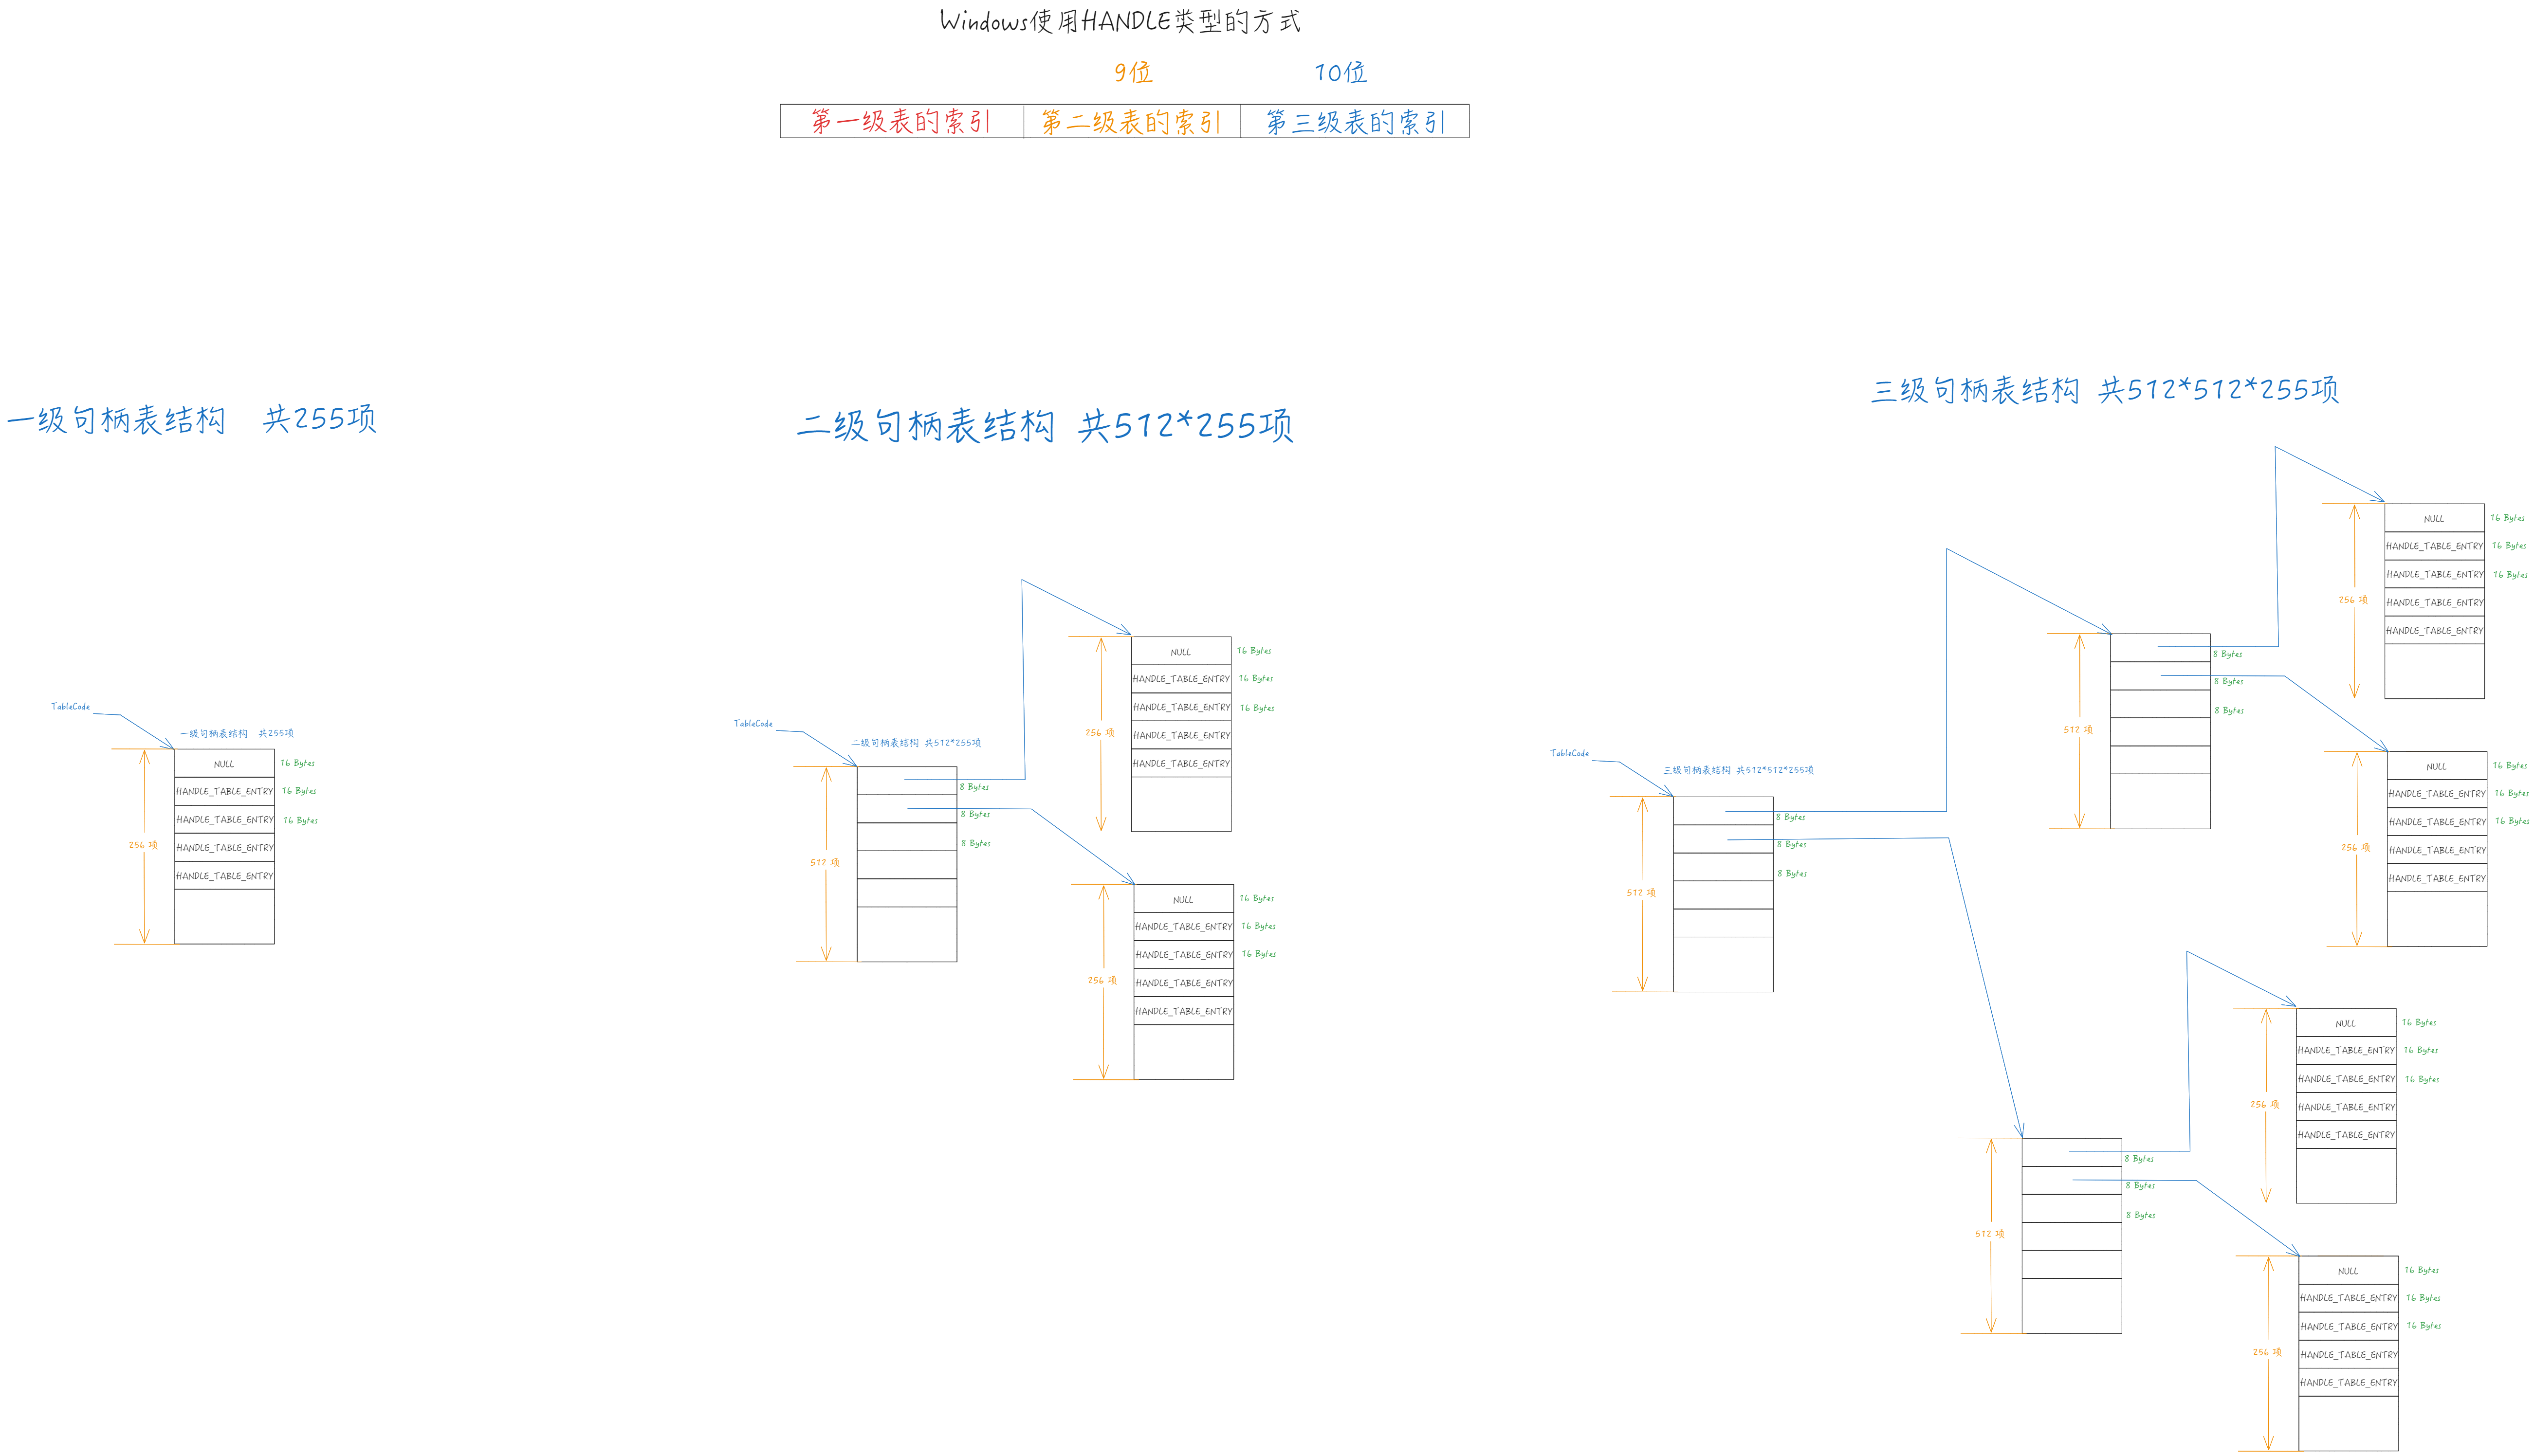 Windows使用HANDLE类型的方式
9位
10位
第一级表的索引
第二级表的索引
第三级表的索引
一级句柄表结构 共255项
二级句柄表结构 共512*255项
三级句柄表结构 共512*512*255项
TableCode
一级句柄表结构 共255项
256 项
NULL
16 Bytes
HANDLE_TABLE_ENTRY
16 Bytes
HANDLE_TABLE_ENTRY
16 Bytes
HANDLE_TABLE_ENTRY
HANDLE_TABLE_ENTRY
TableCode
二级句柄表结构 共512*255项
512 项
8 Bytes
8 Bytes
8 Bytes
256 项
NULL
16 Bytes
HANDLE_TABLE_ENTRY
16 Bytes
HANDLE_TABLE_ENTRY
16 Bytes
HANDLE_TABLE_ENTRY
HANDLE_TABLE_ENTRY
256 项
NULL
16 Bytes
HANDLE_TABLE_ENTRY
16 Bytes
HANDLE_TABLE_ENTRY
16 Bytes
HANDLE_TABLE_ENTRY
HANDLE_TABLE_ENTRY
TableCode
三级句柄表结构 共512*512*255项
512 项
8 Bytes
8 Bytes
8 Bytes
512 项
8 Bytes
8 Bytes
8 Bytes
256 项
NULL
16 Bytes
HANDLE_TABLE_ENTRY
16 Bytes
HANDLE_TABLE_ENTRY
16 Bytes
HANDLE_TABLE_ENTRY
HANDLE_TABLE_ENTRY
256 项
NULL
16 Bytes
HANDLE_TABLE_ENTRY
16 Bytes
HANDLE_TABLE_ENTRY
16 Bytes
HANDLE_TABLE_ENTRY
HANDLE_TABLE_ENTRY
512 项
8 Bytes
8 Bytes
8 Bytes
256 项
NULL
16 Bytes
HANDLE_TABLE_ENTRY
16 Bytes
HANDLE_TABLE_ENTRY
16 Bytes
HANDLE_TABLE_ENTRY
HANDLE_TABLE_ENTRY
256 项
NULL
16 Bytes
HANDLE_TABLE_ENTRY
16 Bytes
HANDLE_TABLE_ENTRY
16 Bytes
HANDLE_TABLE_ENTRY
HANDLE_TABLE_ENTRY